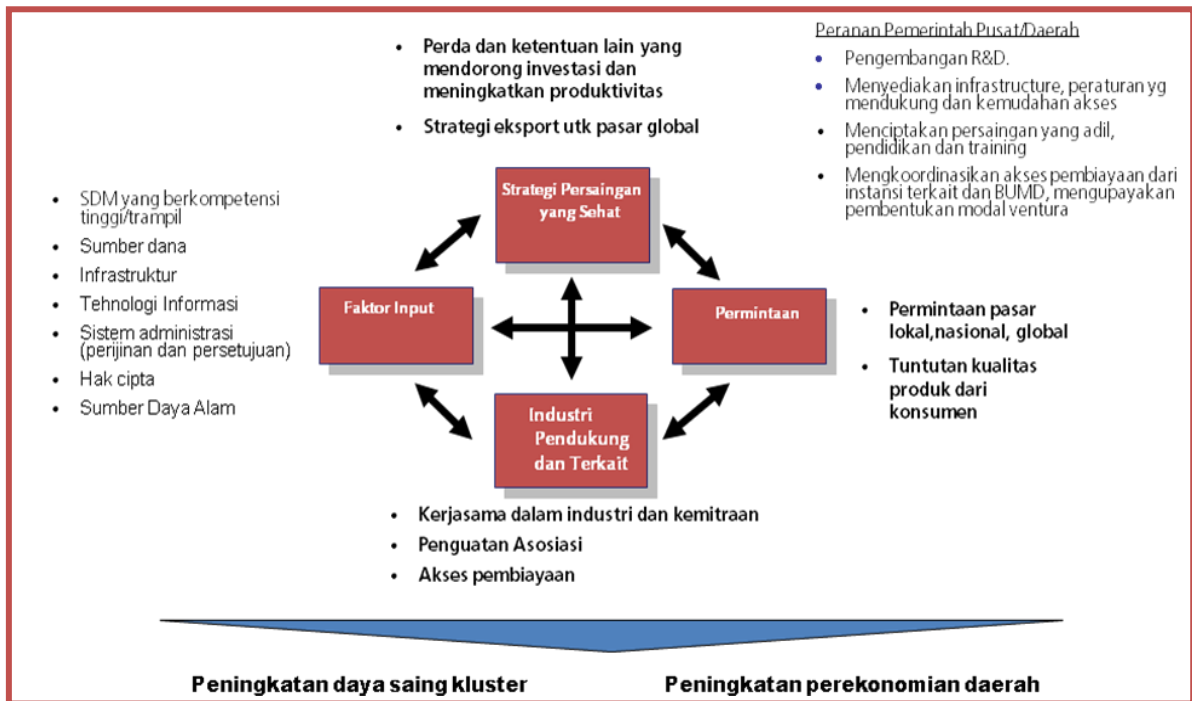 Peranan Pemerintah Pusat/Daerah
• Pengembangan R&D.
• Menyediakan infrastructure, peraturan yg
mendukung dan kemudahan akses
• Menciptakan persaingan yang adil,
pendidikan dan training
• Mengkoordinasikan akses pembiayaan dari
instansi terkait dan BUMD, mengupayakan
pembentukan modal ventura
• Perda dan ketentuan lain yang
mendorong investasi dan
meningkatkan produktivitas
• Strategi eksport utk pasar global
Strategi Persaingan
yang Sehat
• SDM yang berkompetensi
tinggi/trampil
• Sumber dana
• Infrastruktur
• Tehnologi Informasi
• Sistem administrasi
(perijinan dan persetujuan)
• Hak cipta
• Sumber Daya Alam
Faktor Input
Permintaan
• Permintaan pasar
lokal,nasional, global
• Tuntutan kualitas
produk dari
konsumen
Industri
Pendukung
dan Terkait
• Kerjasama dalam industri dan kemitraan
• Penguatan Asosiasi
• Akses pembiayaan
Peningkatan daya saing kluster
Peningkatan perekonomian daerah